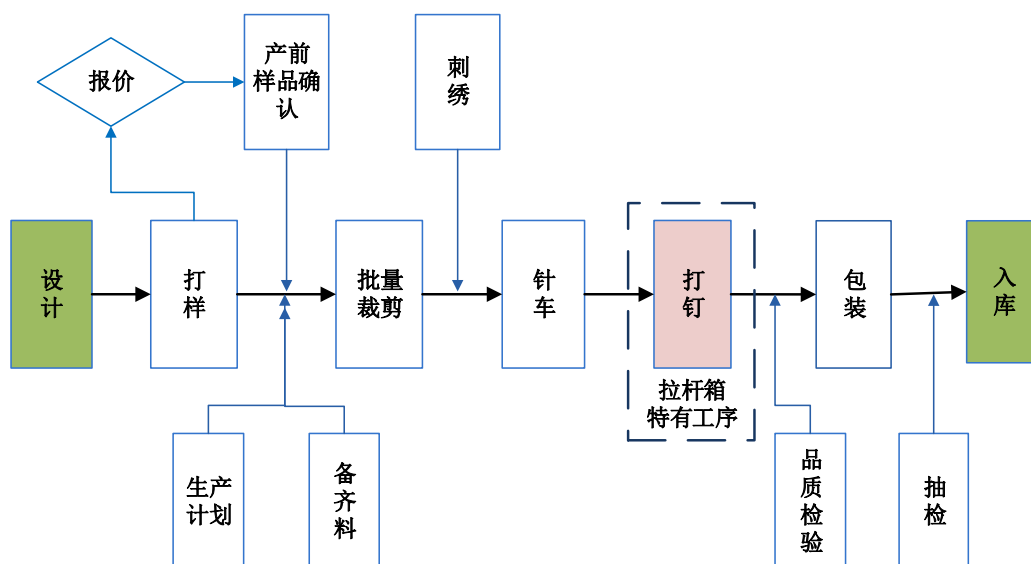 报价
产前
样品确
认
刺
绣
设
计
打
样
批量
裁剪
针
车
打
钉
包
装
入
库
拉杆箱
特有工序
生产
计划
备
齐
料
品
质
检
验
抽
检